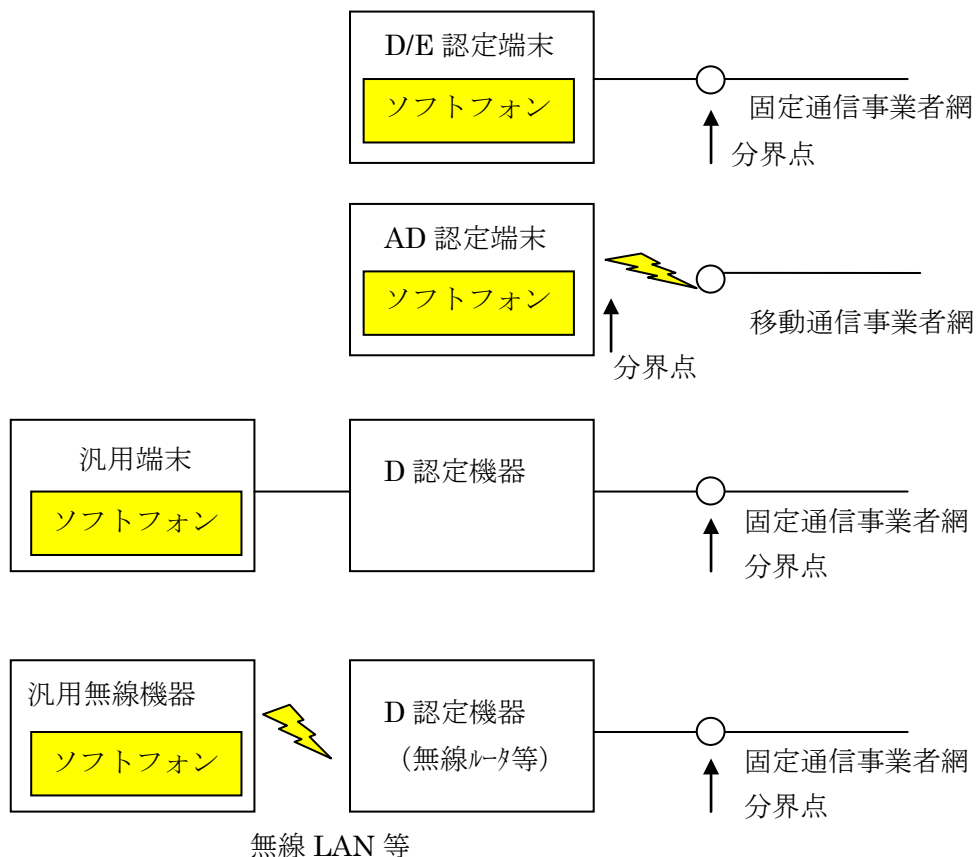 D/E 認定端末
ソフトフォン
固定通信事業者網
分界点
AD 認定端末
ソフトフォン
移動通信事業者網
分界点
汎用端末
ソフトフォン
D 認定機器
固定通信事業者網
分界点
汎用無線機器
ソフトフォン
D 認定機器
（無線ﾙｰﾀ等）
固定通信事業者網
分界点
無線 LAN 等